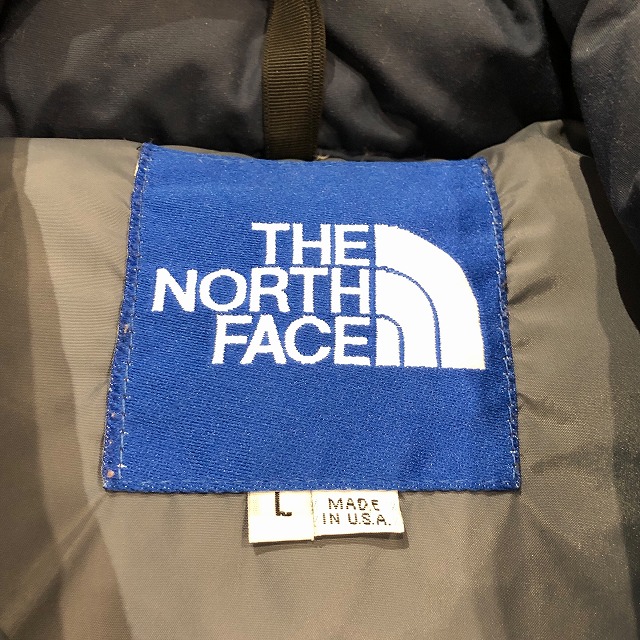 THE
NORTH
FACE
L
MADE
IN U.S.A.